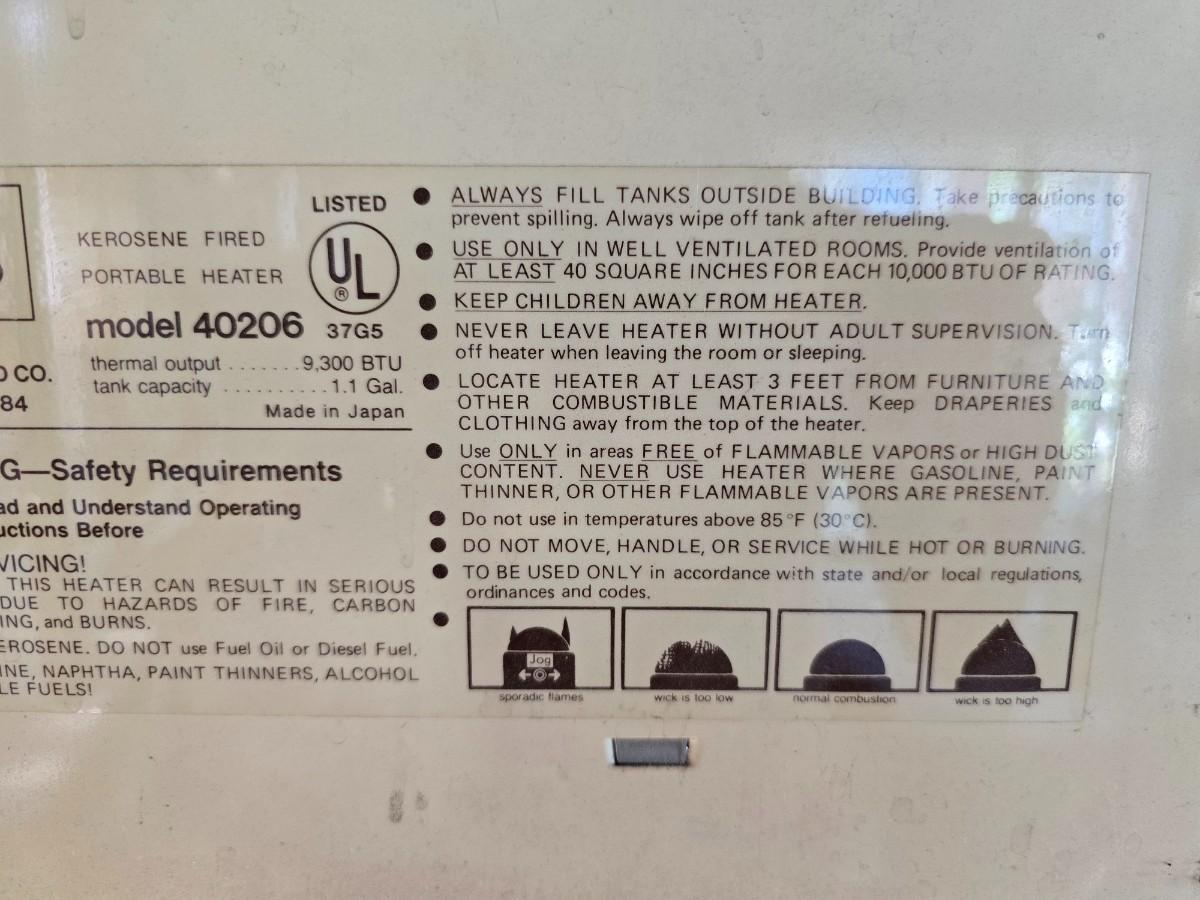 LISTED
KEROSENE FIRED
PORTABLE HEATER
UL
®
model 40206 37G5
thermal output .......9,300 BTU
tank capacity ..........1.1 Gal.
Made in Japan
CO.
84
G—Safety Requirements
and Understand Operating
Before
THIS HEATER CAN RESULT IN SERIOUS
DUE TO HAZARDS OF FIRE, CARBON
and BURNS.
DO NOT use Fuel Oil or Diesel Fuel.
NAPHTHA, PAINT THINNERS, ALCOHOL
FUELS!
● ALWAYS FILL TANKS OUTSIDE BUILDING. Take precautions to
prevent spilling. Always wipe off tank after refueling.
● USE ONLY IN WELL VENTILATED ROOMS. Provide ventilation of
AT LEAST 40 SQUARE INCHES FOR EACH 10,000 BTU OF RATING.
● KEEP CHILDREN AWAY FROM HEATER.
● NEVER LEAVE HEATER WITHOUT ADULT SUPERVISION. Turn
off heater when leaving the room or sleeping.
● LOCATE HEATER AT LEAST 3 FEET FROM FURNITURE AND
OTHER COMBUSTIBLE MATERIALS. Keep DRAPERIES and
CLOTHING away from the top of the heater.
● Use ONLY in areas FREE of FLAMMABLE VAPORS or HIGH DUST
CONTENT. NEVER USE HEATER WHERE GASOLINE, PAINT
THINNER, OR OTHER FLAMMABLE VAPORS ARE PRESENT.
● Do not use in temperatures above 85°F (30°C).
● DO NOT MOVE, HANDLE, OR SERVICE WHILE HOT OR BURNING.
● TO BE USED ONLY in accordance with state and/or local regulations,
ordinances and codes.
●
Jog
sporadic flames
wick is too low
normal combustion
wick is too high